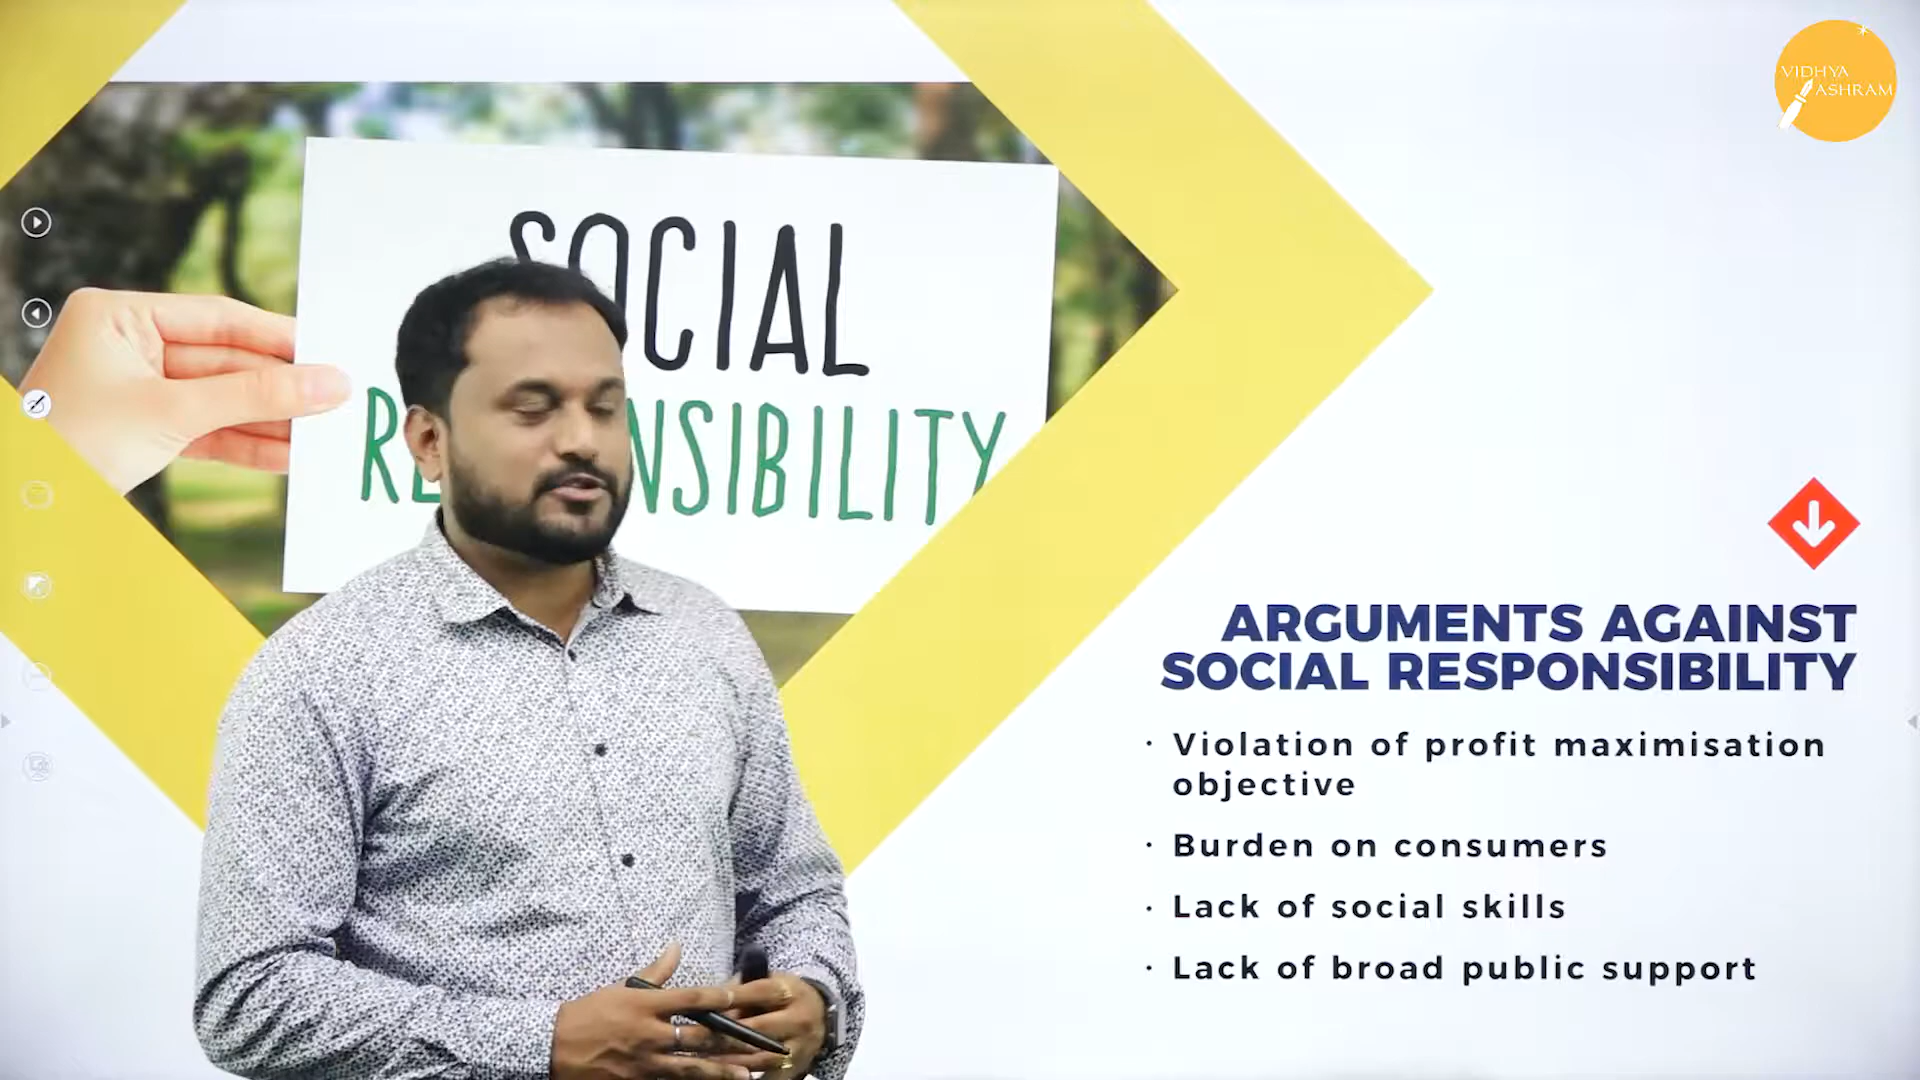 VIDHYA
ASHRAM
SOCIAL
NSIBILITY
ARGUMENTS AGAINST
SOCIAL RESPONSIBILITY
· Violation of profit maximisation
objective
· Burden on consumers
· Lack of social skills
· Lack of broad public support